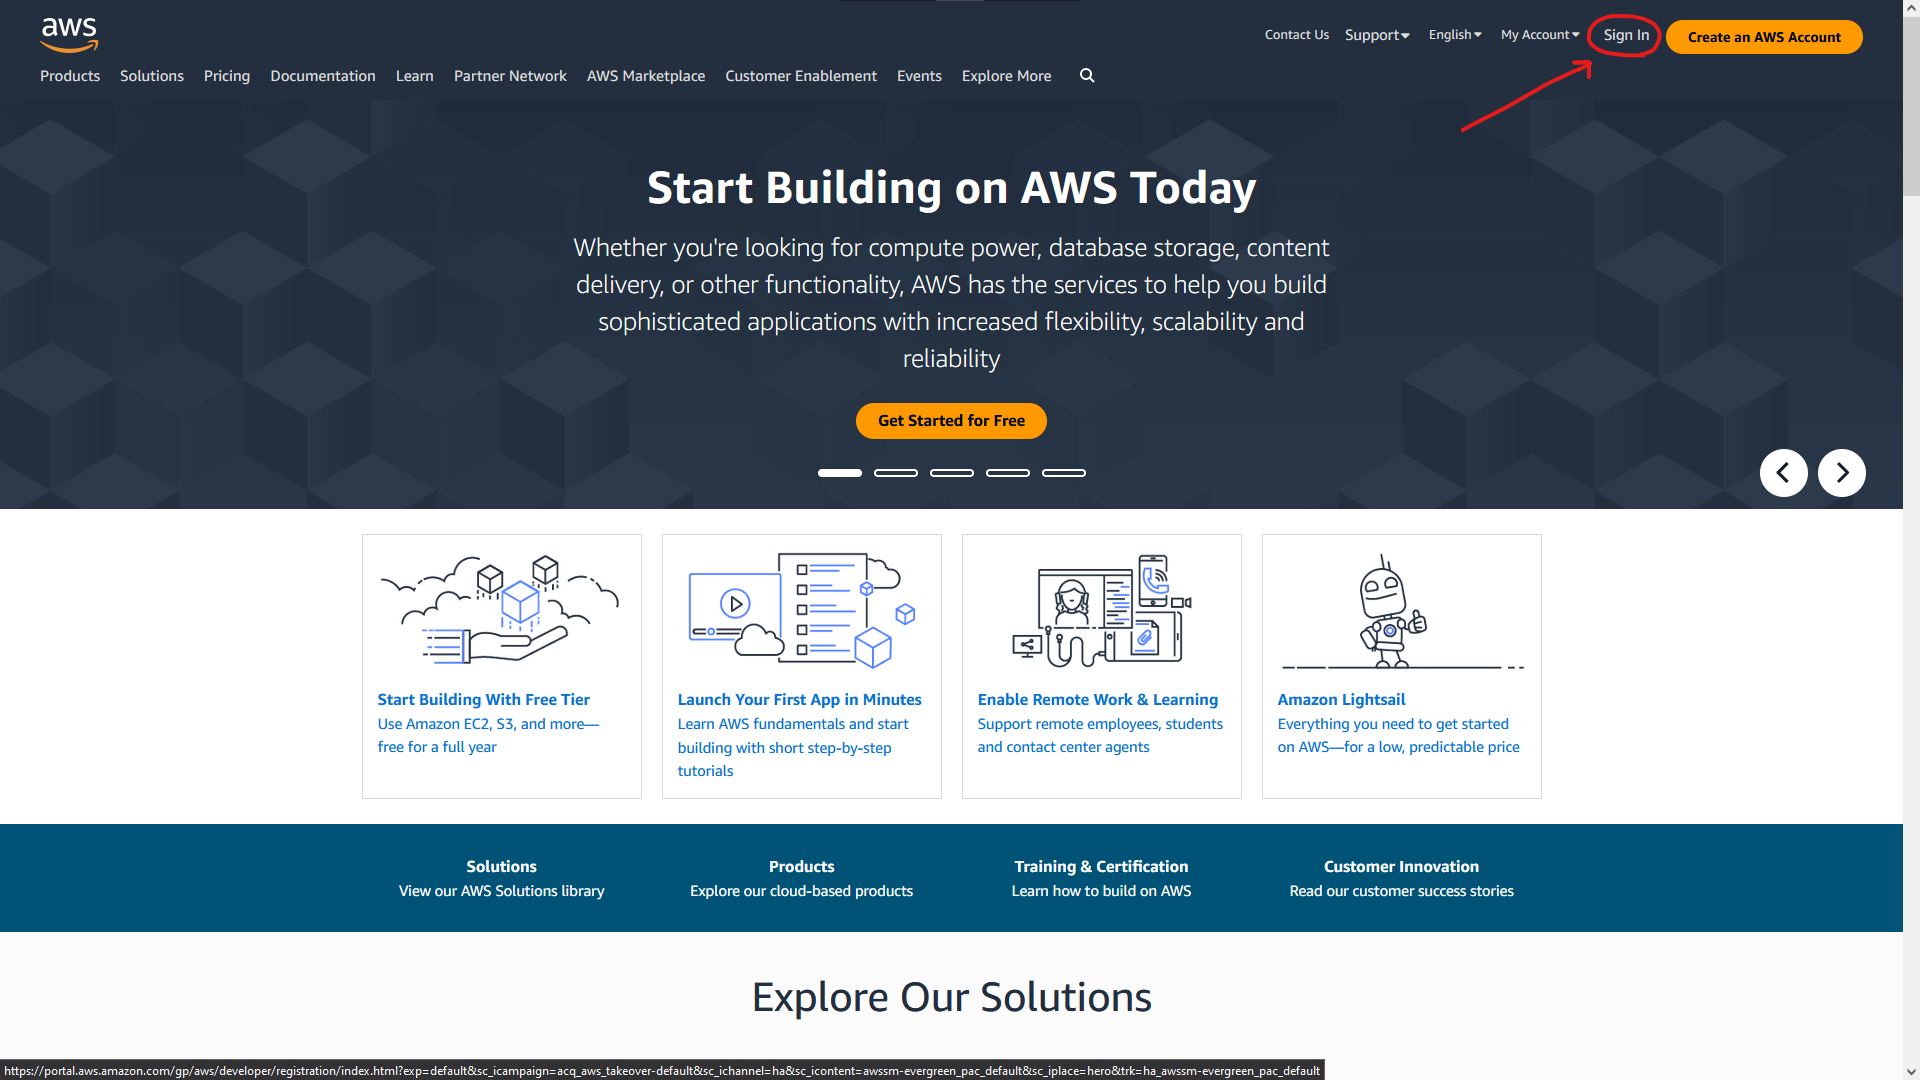 aws
Contact Us Support English My Account Sign In Create an AWS Account
Products Solutions Pricing Documentation Learn Partner Network AWS Marketplace Customer Enablement Events Explore More
Start Building on AWS Today
Whether you're looking for compute power, database storage, content
delivery, or other functionality, AWS has the services to help you build
sophisticated applications with increased flexibility, scalability and
reliability
Get Started for Free
Start Building With Free Tier
Use Amazon EC2, S3, and more—
free for a full year
Launch Your First App in Minutes
Learn AWS fundamentals and start
building with short step-by-step
tutorials
Enable Remote Work & Learning
Support remote employees, students
and contact center agents
Amazon Lightsail
Everything you need to get started
on AWS—for a low, predictable price
Solutions
View our AWS Solutions library
Products
Explore our cloud-based products
Training & Certification
Learn how to build on AWS
Customer Innovation
Read our customer success stories
Explore Our Solutions
https://portal.aws.amazon.com/gp/aws/developer/registration/index.html?exp=default&sc_icampaign=acq_aws_takeover-default&sc_ichannel=ha&sc_icontent=awssm-evergreen_pac_default&sc_iplace=hero&trk=ha_awssm-evergreen_pac_default